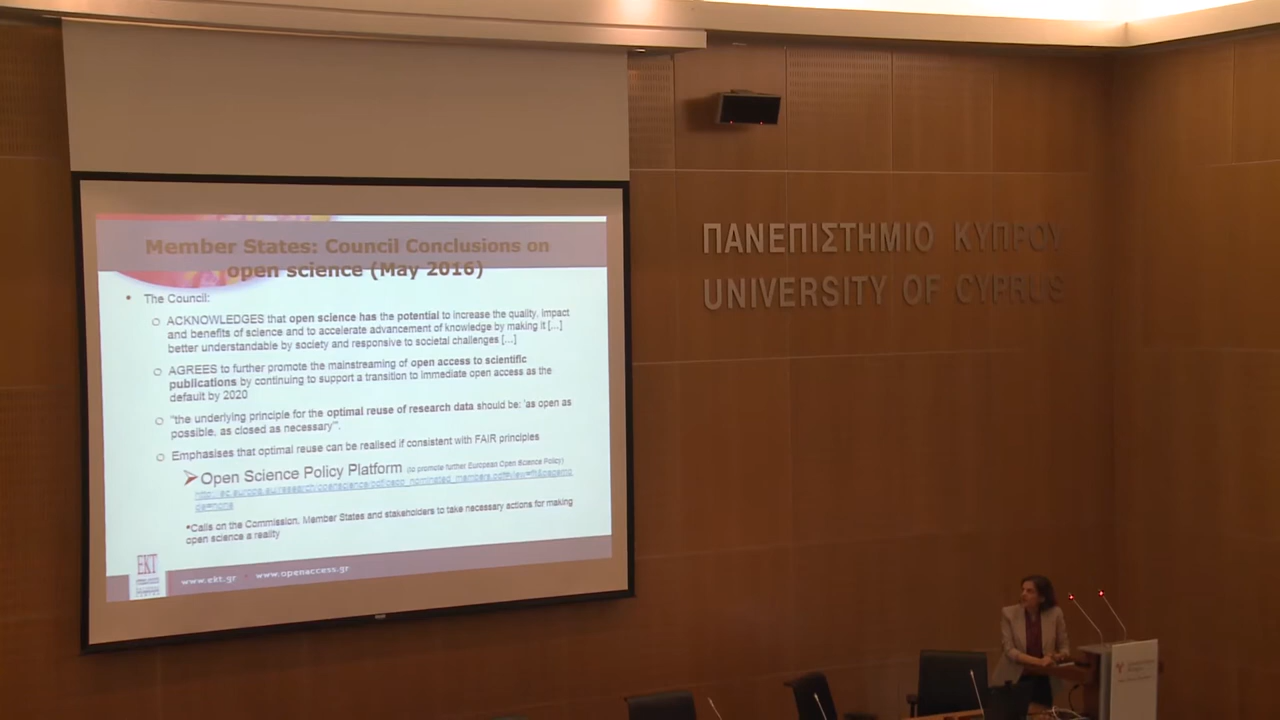 Member States: Council Conclusions on
open science (May 2016)
• The Council:
○ ACKNOWLEDGES that open science has the potential to increase the quality, impact
and benefits of science and to accelerate advancement of knowledge by making it [...]
better understandable by society and responsive to societal challenges [...]
○ AGREES to further promote the mainstreaming of open access to scientific
publications by continuing to support a transition to immediate open access as the
default by 2020
○ "the underlying principle for the optimal reuse of research data should be: 'as open as
possible, as closed as necessary'".
○ Emphasises that optimal reuse can be realised if consistent with FAIR principles
➢Open Science Policy Platform (to promote further European Open Science Policy)
•Calls on the Commission, Member States and stakeholders to take necessary actions for making
open science a reality
EKT
www.ekt.gr • www.openaccess.gr
ΠΑΝΕΠΙΣΤΗΜΙΟ ΚΥΠΡΟΥ
UNIVERSITY OF CYPRUS